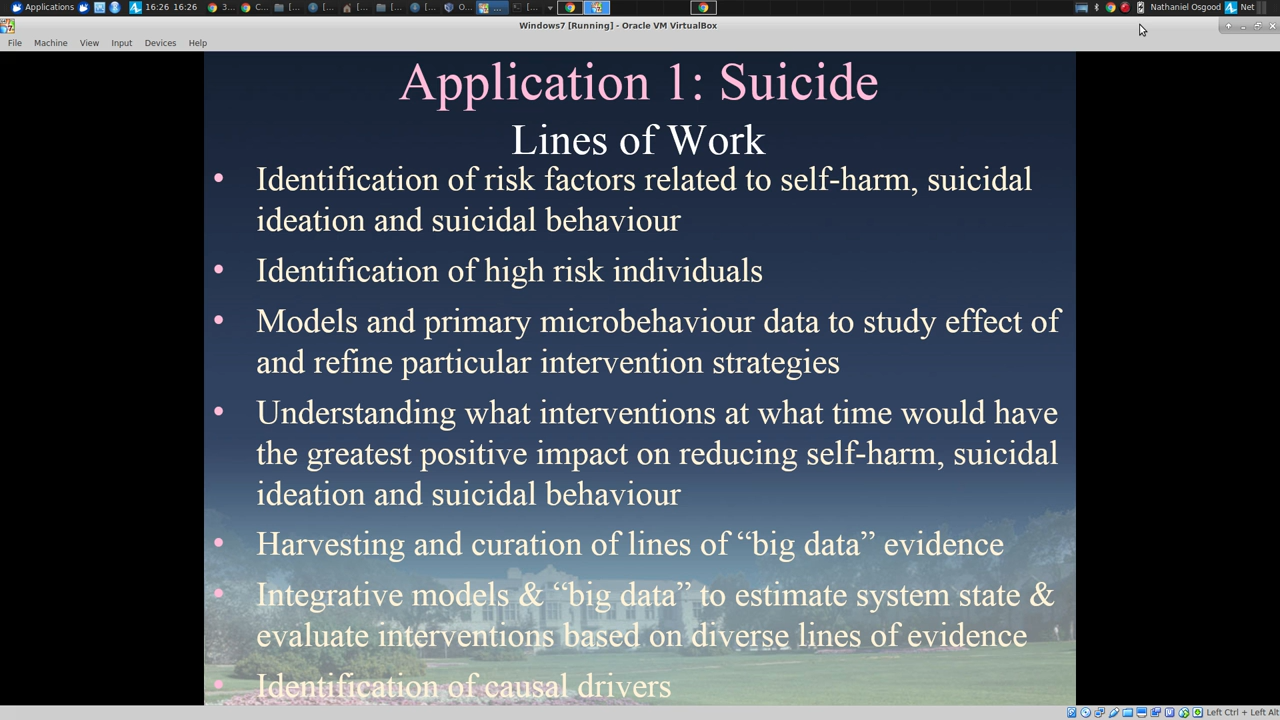 Applications
16:26 16:26
3...
C...
[...
[...
[...
[...
O...
...
[...
Nathaniel Osgood
Net
Windows7 [Running] - Oracle VM VirtualBox
File Machine View Input Devices Help
Application 1: Suicide
Lines of Work
• Identification of risk factors related to self-harm, suicidal
ideation and suicidal behaviour
• Identification of high risk individuals
• Models and primary microbehaviour data to study effect of
and refine particular intervention strategies
• Understanding what interventions at what time would have
the greatest positive impact on reducing self-harm, suicidal
ideation and suicidal behaviour
• Harvesting and curation of lines of “big data” evidence
• Integrative models & “big data” to estimate system state &
evaluate interventions based on diverse lines of evidence
• Identification of causal drivers
Left Ctrl + Left Alt